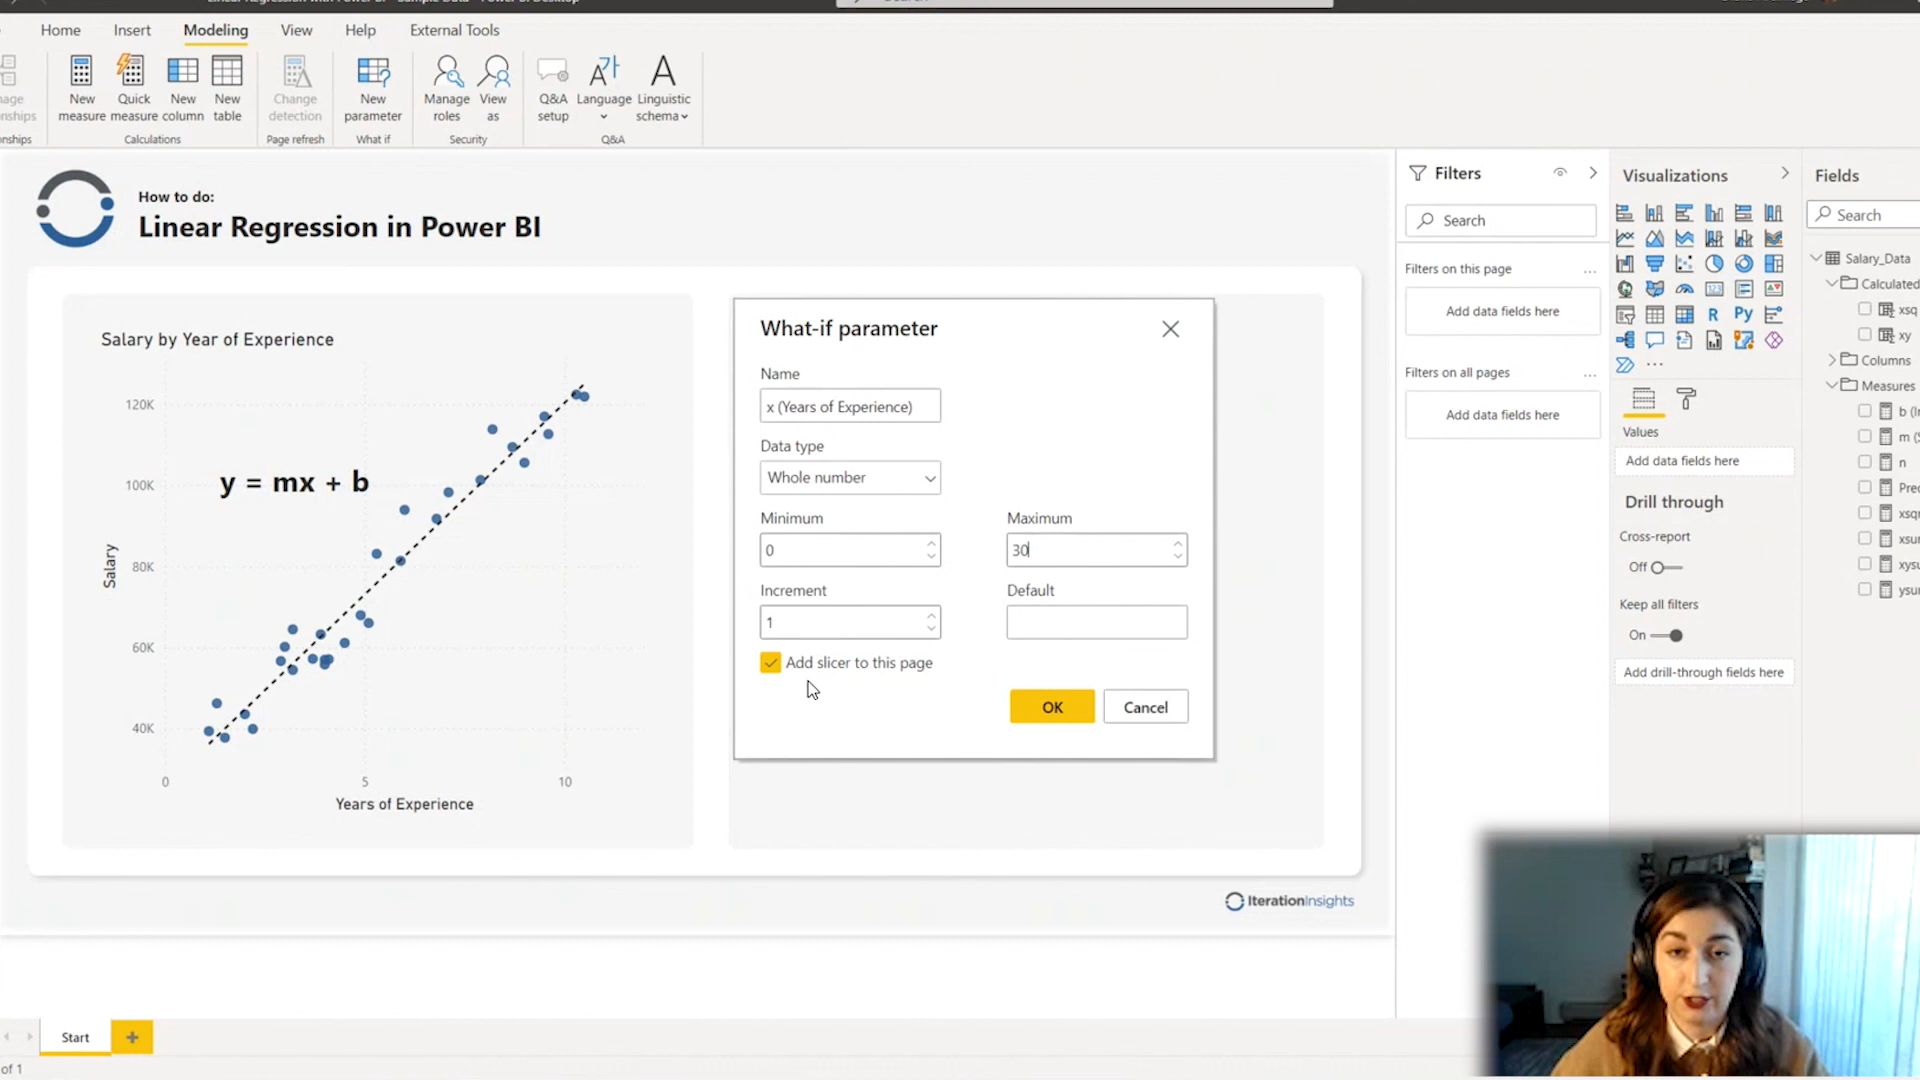 Home Insert Modeling View Help External Tools
New measure
Quick measure
New column
New table
Change detection
New parameter
Manage roles
View as
Q&A setup
Language
Linguistic schema
Calculations
Page refresh
What if
Security
Q&A
How to do:
Linear Regression in Power BI
Salary by Year of Experience
y = mx + b
120K
100K
80K
60K
40K
Salary
0 5 10
Years of Experience
What-if parameter
Name
x (Years of Experience)
Data type
Whole number
Minimum Maximum
0 30
Increment Default
1
Add slicer to this page
OK Cancel
IterationInsights
Filters
Search
Filters on this page ...
Add data fields here
Filters on all pages ...
Add data fields here
Visualizations
R Py
123
...
Values
Add data fields here
Drill through
Cross-report
Off
Keep all filters
On
Add drill-through fields here
Fields
Search
Salary_Data
Calculated
xsq
xy
Columns
Measures
b
m
n
Start
of 1